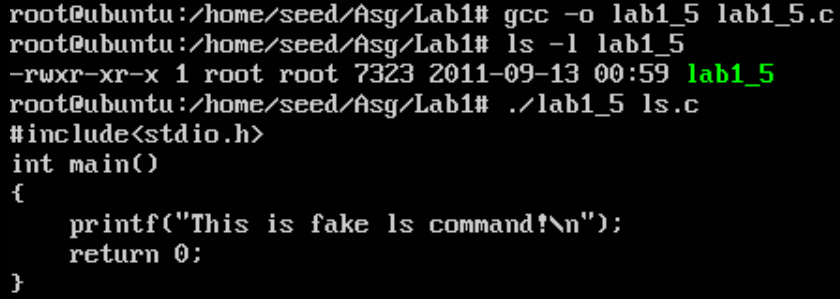 root@ubuntu:/home/seed/Asg/Lab1# gcc -o lab1_5 lab1_5.c
root@ubuntu:/home/seed/Asg/Lab1# ls -l lab1_5
-rwxr-xr-x 1 root root 7323 2011-09-13 00:59 lab1_5
root@ubuntu:/home/seed/Asg/Lab1# ./lab1_5 ls.c
#include<stdio.h>
int main()
{
    printf("This is fake ls command!\n");
    return 0;
}